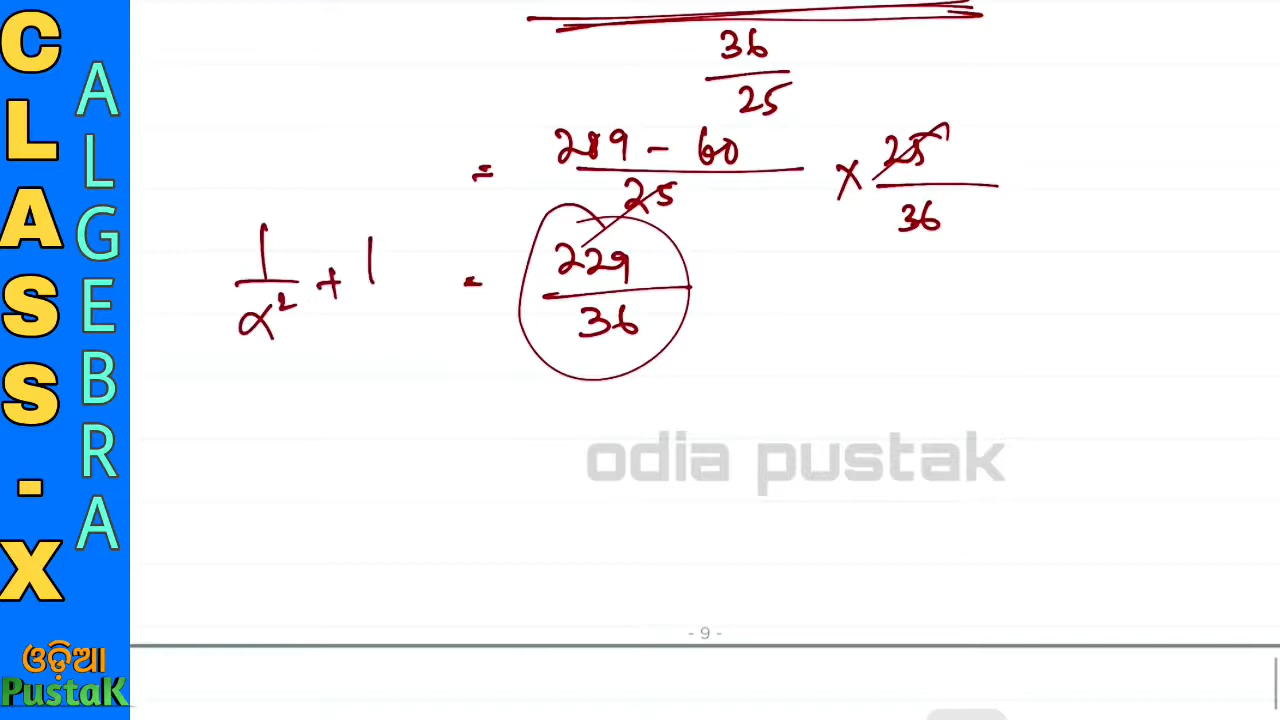 CLASS-X
ALGEBRA
36
25
= 289 - 60 / 25 × 25 / 36
1/α² + 1 = 229/36
odia pustak
- 9 -
ଓଡ଼ିଆ
PustaK